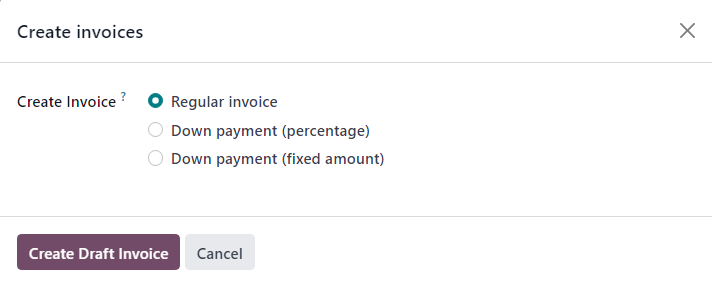 Create invoices
Create Invoice ? Regular invoice
Down payment (percentage)
Down payment (fixed amount)
Create Draft Invoice Cancel